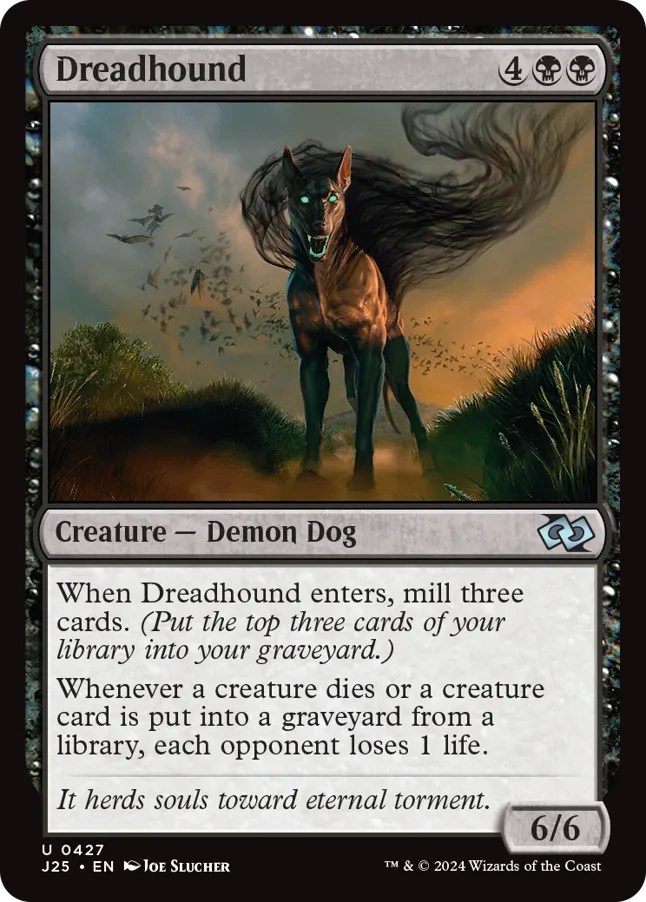 Dreadhound 4
Creature — Demon Dog
When Dreadhound enters, mill three
cards. (Put the top three cards of your
library into your graveyard.)
Whenever a creature dies or a creature
card is put into a graveyard from a
library, each opponent loses 1 life.
It herds souls toward eternal torment.
6/6
U 0427
J25 • EN Joe Slucher
™ & © 2024 Wizards of the Coast